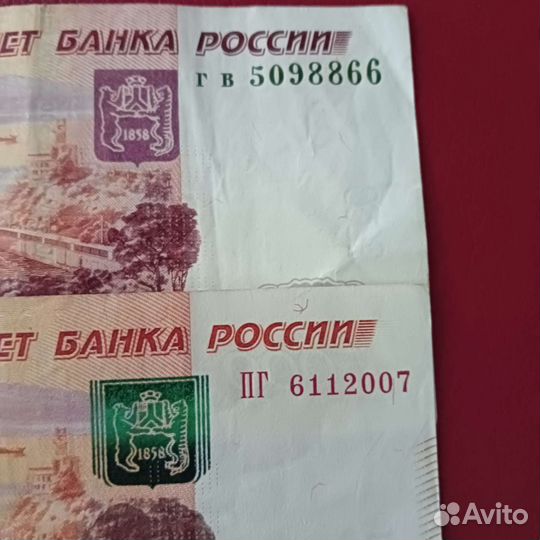 ЕТ БАНКА РОССИИ
гв 5098866
1858
ЕТ БАНКА РОССИИ
ПГ 6112007
1858
Avito